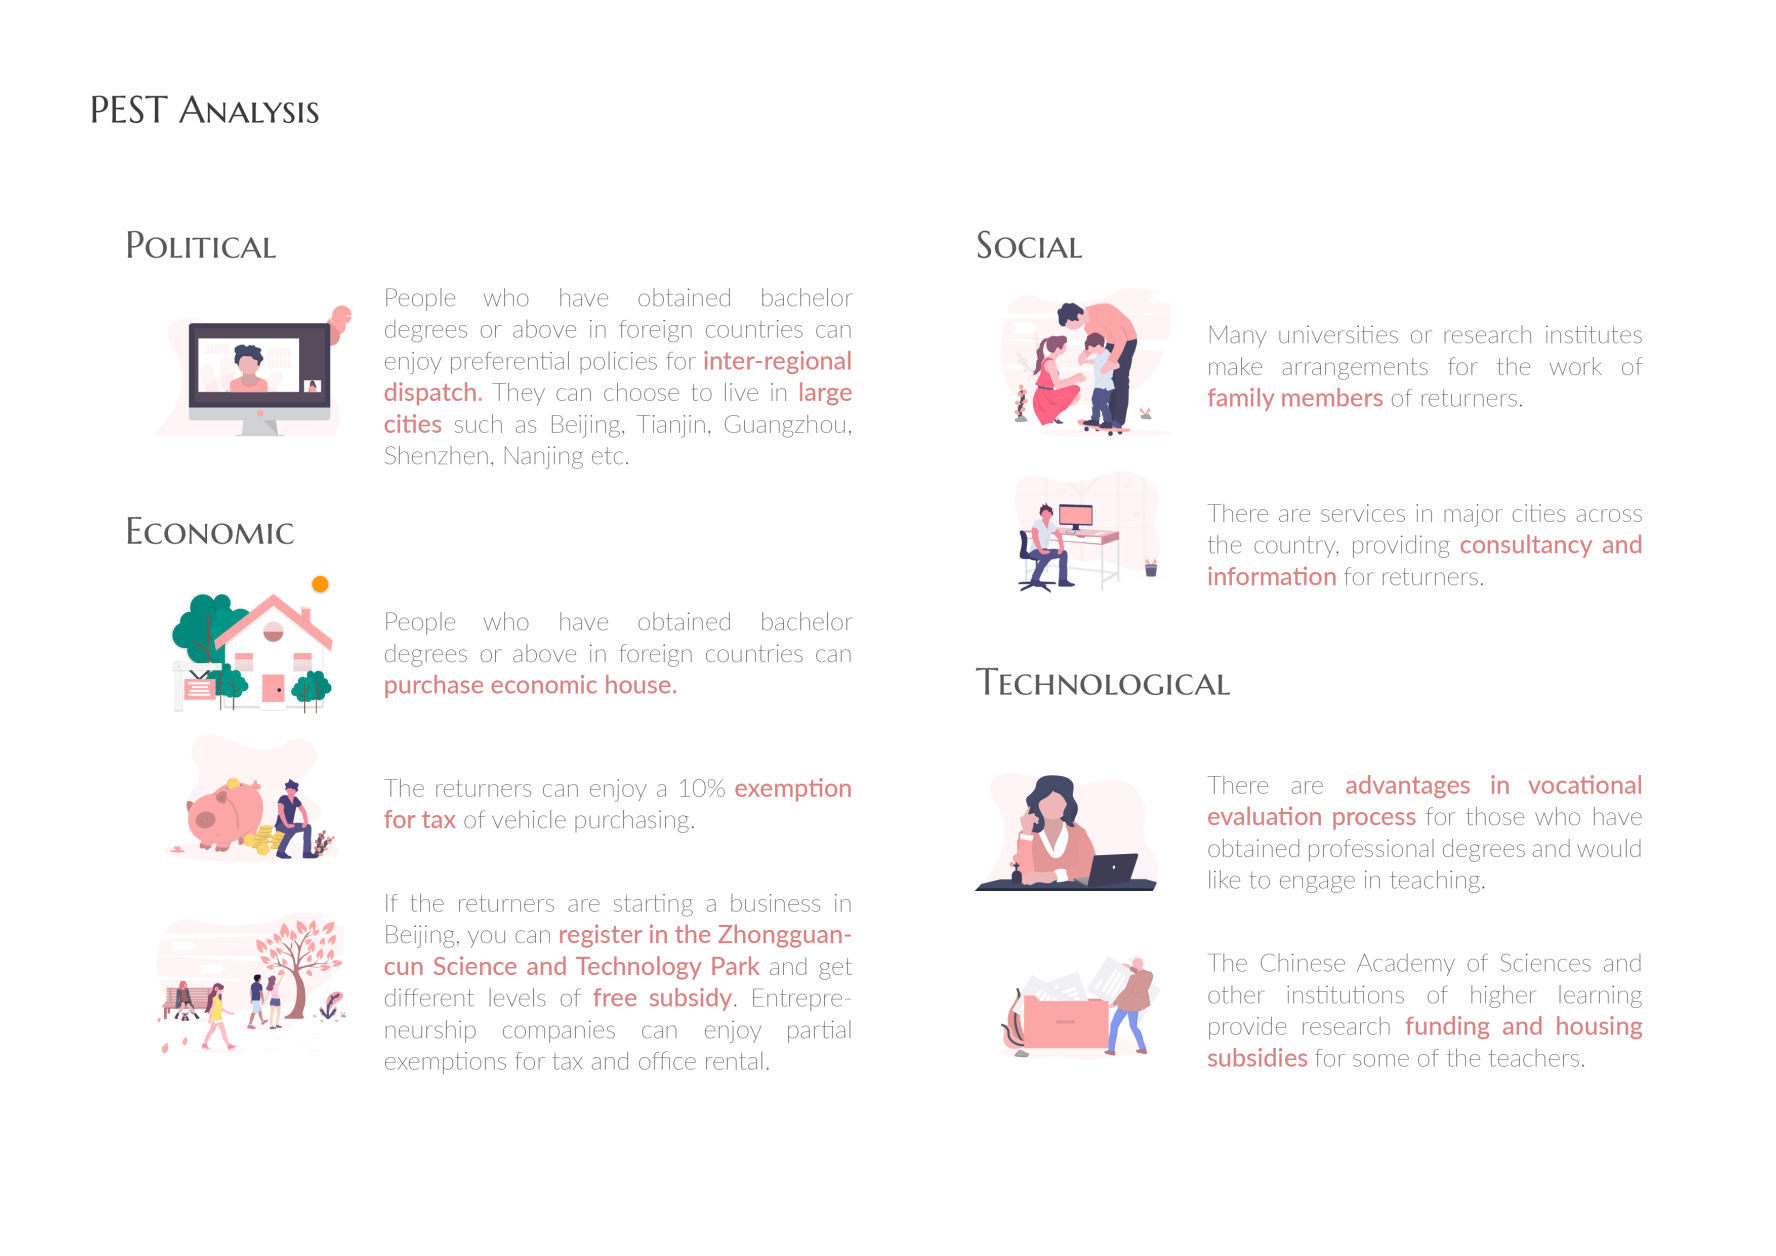 PEST Analysis
Political
People who have obtained bachelor
degrees or above in foreign countries can
enjoy preferential policies for inter-regional
dispatch. They can choose to live in large
cities such as Beijing, Tianjin, Guangzhou,
Shenzhen, Nanjing etc.
Economic
People who have obtained bachelor
degrees or above in foreign countries can
purchase economic house.
The returners can enjoy a 10% exemption
for tax of vehicle purchasing.
If the returners are starting a business in
Beijing, you can register in the Zhongguan-
cun Science and Technology Park and get
different levels of free subsidy. Entrepre-
neurship companies can enjoy partial
exemptions for tax and office rental.
Social
Many universities or research institutes
make arrangements for the work of
family members of returners.
There are services in major cities across
the country, providing consultancy and
information for returners.
Technological
There are advantages in vocational
evaluation process for those who have
obtained professional degrees and would
like to engage in teaching.
The Chinese Academy of Sciences and
other institutions of higher learning
provide research funding and housing
subsidies for some of the teachers.